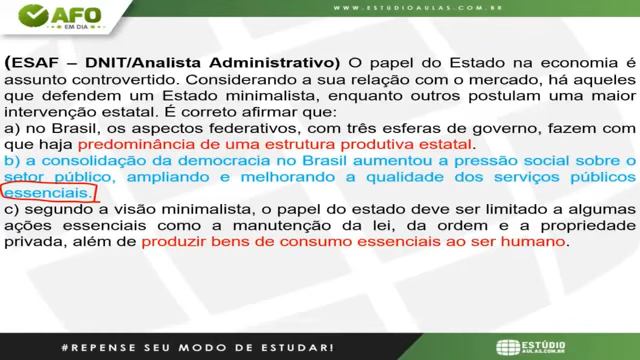 AFO
EM DIA
WWW.ESTUDIOAULAS.COM.BR
(ESAF – DNIT/Analista Administrativo) O papel do Estado na economia é
assunto controvertido. Considerando a sua relação com o mercado, há aqueles
que defendem um Estado minimalista, enquanto outros postulam uma maior
intervenção estatal. É correto afirmar que:
a) no Brasil, os aspectos federativos, com três esferas de governo, fazem com
que haja predominância de uma estrutura produtiva estatal.
b) a consolidação da democracia no Brasil aumentou a pressão social sobre o
setor público, ampliando e melhorando a qualidade dos serviços públicos
essenciais.
c) segundo a visão minimalista, o papel do estado deve ser limitado a algumas
ações essenciais como a manutenção da lei, da ordem e a propriedade
privada, além de produzir bens de consumo essenciais ao ser humano.
#REPENSE SEU MODO DE ESTUDAR!
ESTÚDIO
AULAS.COM.BR